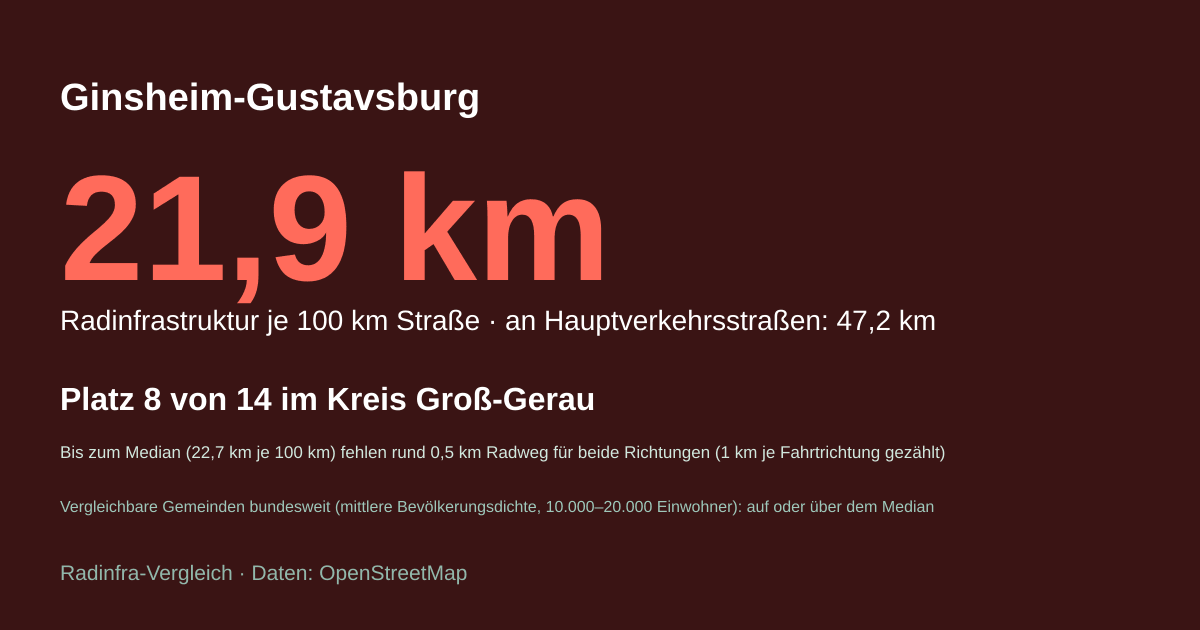 Ginsheim-Gustavsburg
21,9 km
Radinfrastruktur je 100 km Straße · an Hauptverkehrsstraßen: 47,2 km
Platz 8 von 14 im Kreis Groß-Gerau
Bis zum Median (22,7 km je 100 km) fehlen rund 0,5 km Radweg für beide Richtungen (1 km je Fahrtrichtung gezählt)
Vergleichbare Gemeinden bundesweit (mittlere Bevölkerungsdichte, 10.000–20.000 Einwohner): auf oder über dem Median
Radinfra-Vergleich · Daten: OpenStreetMap